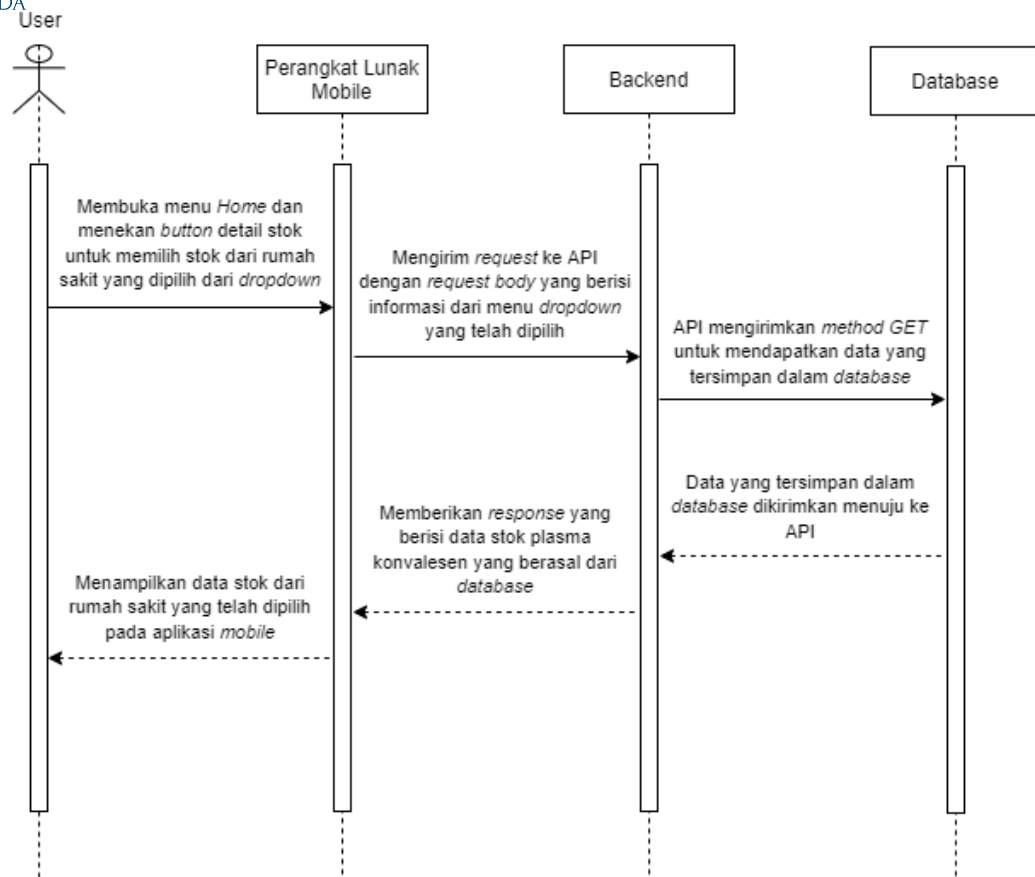 DA
User
Perangkat Lunak
Mobile
Backend
Database
Membuka menu Home dan
menekan button detail stok
untuk memilih stok dari rumah
sakit yang dipilih dari dropdown
Mengirim request ke API
dengan request body yang berisi
informasi dari menu dropdown
yang telah dipilih
API mengirimkan method GET
untuk mendapatkan data yang
tersimpan dalam database
Data yang tersimpan dalam
database dikirimkan menuju ke
API
Memberikan response yang
berisi data stok plasma
konvalesen yang berasal dari
database
Menampilkan data stok dari
rumah sakit yang telah dipilih
pada aplikasi mobile